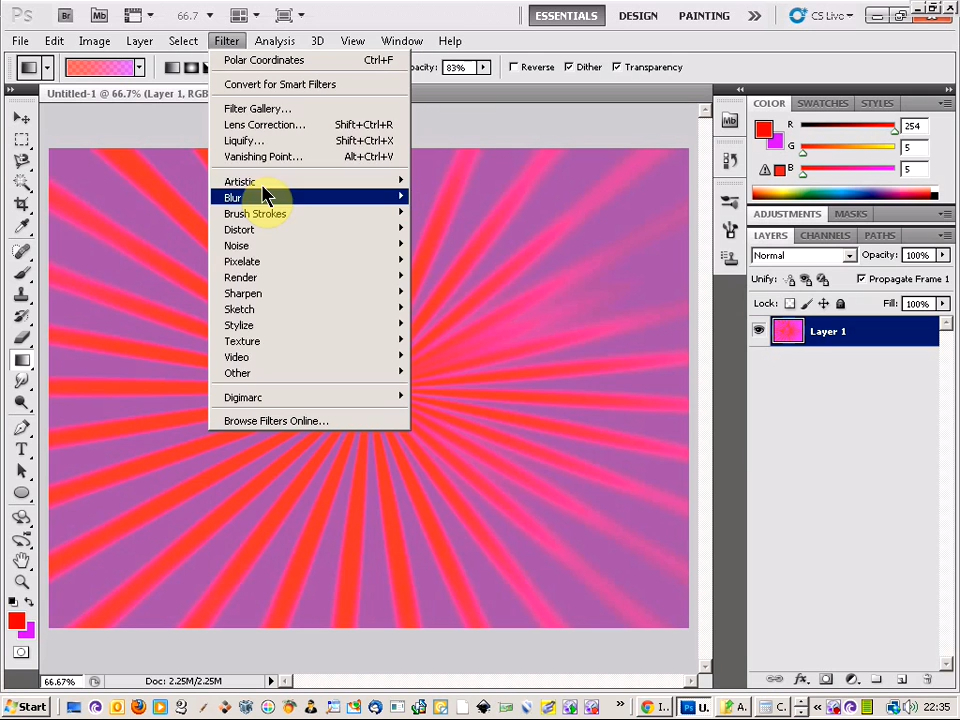 Ps Br Mb 66.7 ESSENTIALS DESIGN PAINTING CS Live
File Edit Image Layer Select Filter Analysis 3D View Window Help
Opacity: 83% Reverse Dither Transparency
Untitled-1 @ 66.7% (Layer 1, RGB
Polar Coordinates Ctrl+F
Convert for Smart Filters
Filter Gallery...
Lens Correction... Shift+Ctrl+R
Liquify... Shift+Ctrl+X
Vanishing Point... Alt+Ctrl+V
Artistic
Blur
Brush Strokes
Distort
Noise
Pixelate
Render
Sharpen
Sketch
Stylize
Texture
Video
Other
Digimarc
Browse Filters Online...
Mb
COLOR SWATCHES STYLES
R 254
G 5
B 5
ADJUSTMENTS MASKS
LAYERS CHANNELS PATHS
Normal Opacity: 100%
Unify: Propagate Frame 1
Lock: Fill: 100%
Layer 1
T
fx
66.67% Doc: 2.25M/2.25M
Start I.. Ps U. A. C. 22:35